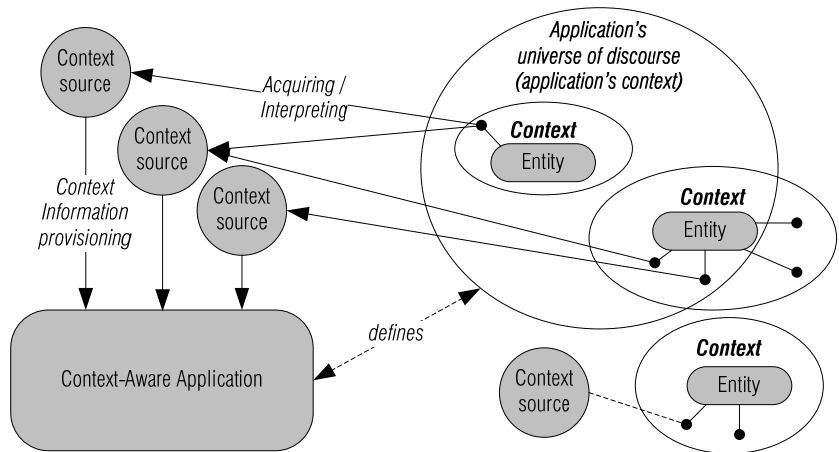 Context
source
Acquiring /
Interpreting
Application's
universe of discourse
(application's context)
Context
Entity
Context
source
Context
source
Context
Information
provisioning
Context
Entity
defines
Context-Aware Application
Context
source
Context
Entity